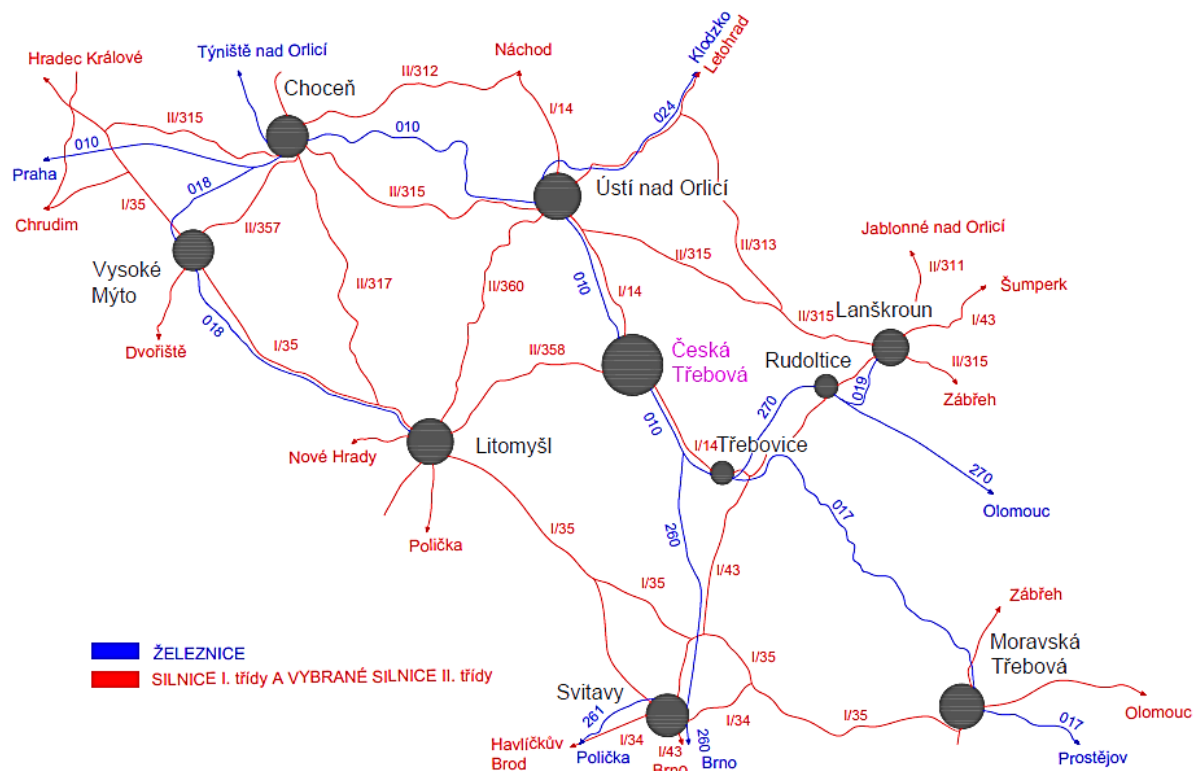 Hradec Králové
Týniště nad Orlicí
Choceň
Náchod
Klodzko
Letohrad
II/312
024
I/14
II/315
010
010
Praha
018
II/315
Ústí nad Orlicí
Chrudim
I/35
II/357
II/313
Jablonné nad Orlicí
II/315
II/311
Vysoké
Mýto
II/317
II/360
010
I/14
Šumperk
II/315
Lanškroun
I/43
018
Dvořiště
I/35
II/358
Česká
Třebová
Rudoltice
II/315
Zábřeh
019
270
010
Litomyšl
Nové Hrady
I/14
Třebovice
270
Olomouc
017
Polička
I/35
260
I/43
I/35
Zábřeh
Moravská
Třebová
ŽELEZNICE
SILNICE I. třídy A VYBRANÉ SILNICE II. třídy
I/35
Svitavy
261
I/34
I/35
Olomouc
017
Havlíčkův
Brod
I/34
Polička
I/43
Brno
260
Brno
Prostějov